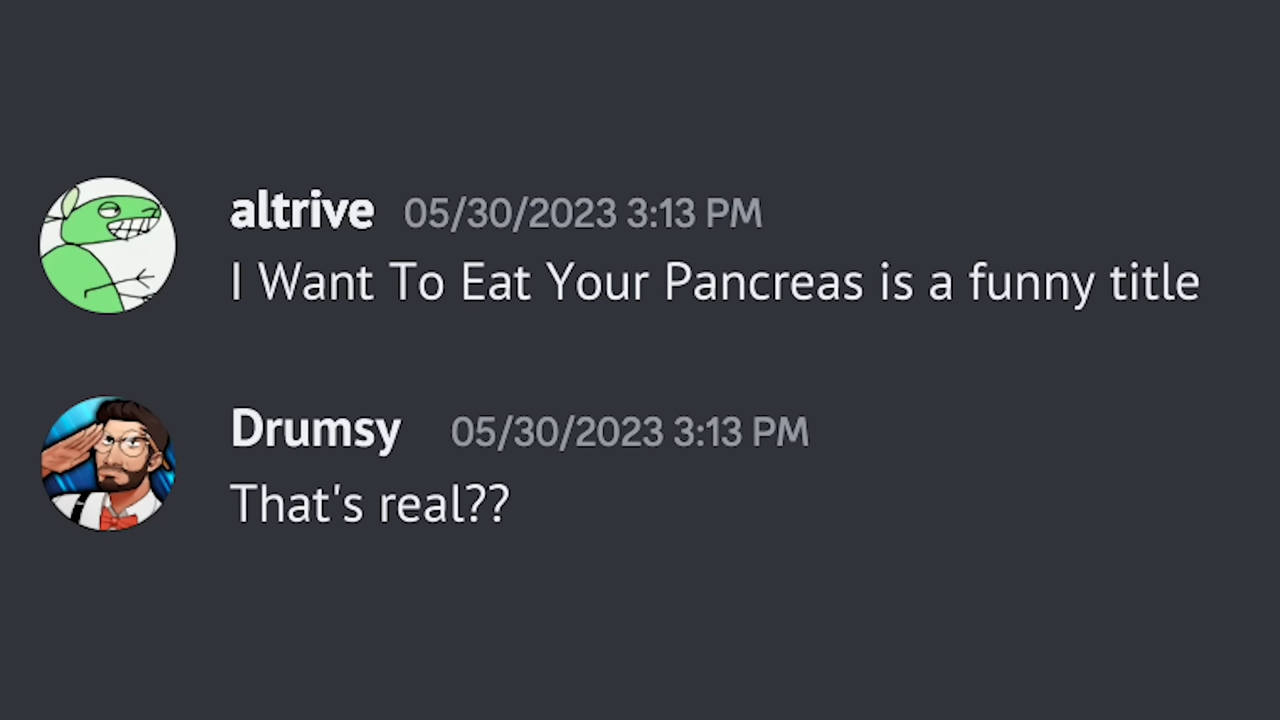 altrive 05/30/2023 3:13 PM
I Want To Eat Your Pancreas is a funny title
Drumsy 05/30/2023 3:13 PM
That's real??